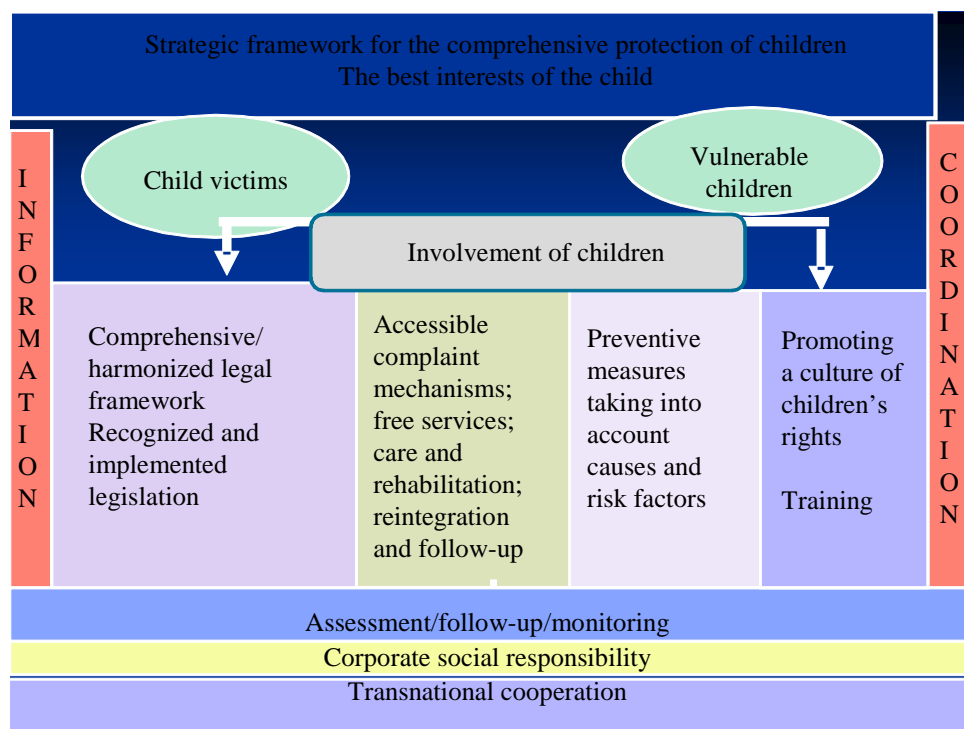 Strategic framework for the comprehensive protection of children
The best interests of the child
Child victims
Vulnerable
children
Involvement of children
INFORMATION
Comprehensive/
harmonized legal
framework
Recognized and
implemented
legislation
Accessible
complaint
mechanisms;
free services;
care and
rehabilitation;
reintegration
and follow-up
Preventive
measures
taking into
account
causes and
risk factors
Promoting
a culture of
children’s
rights
Training
COORDINATION
Assessment/follow-up/monitoring
Corporate social responsibility
Transnational cooperation